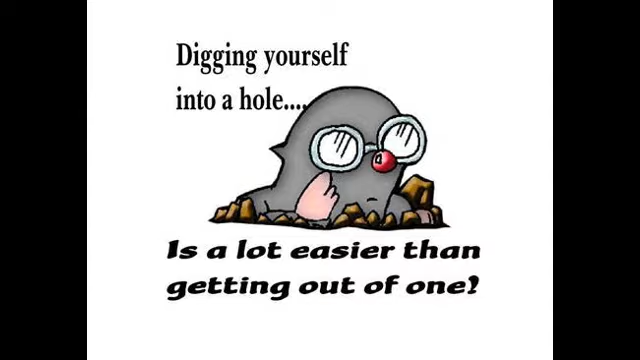 Digging yourself
into a hole....
Is a lot easier than
getting out of one!